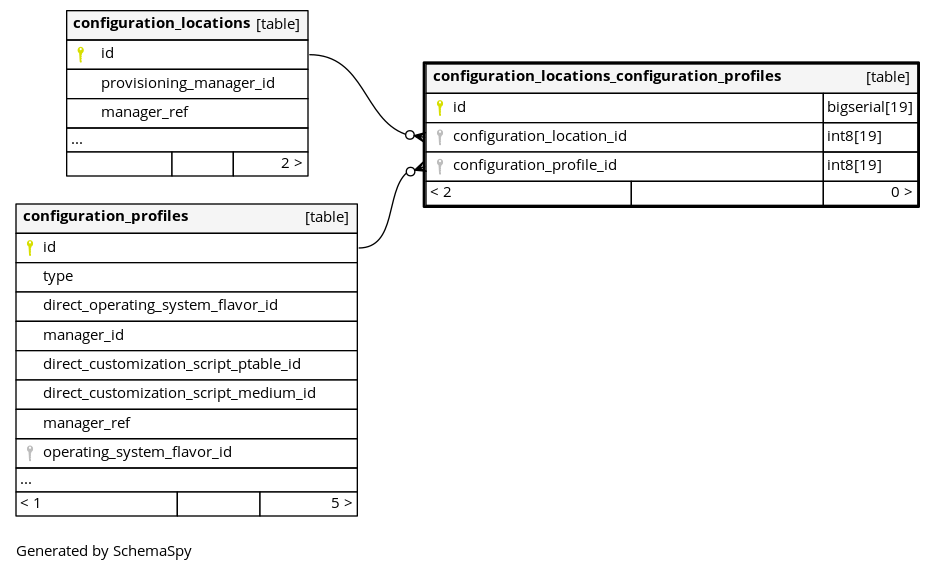 configuration_locations [table]
id
provisioning_manager_id
manager_ref
...
2 >
configuration_locations_configuration_profiles [table]
id bigserial[19]
configuration_location_id int8[19]
configuration_profile_id int8[19]
< 2 0 >
configuration_profiles [table]
id
type
direct_operating_system_flavor_id
manager_id
direct_customization_script_ptable_id
direct_customization_script_medium_id
manager_ref
operating_system_flavor_id
...
< 1 5 >
Generated by SchemaSpy